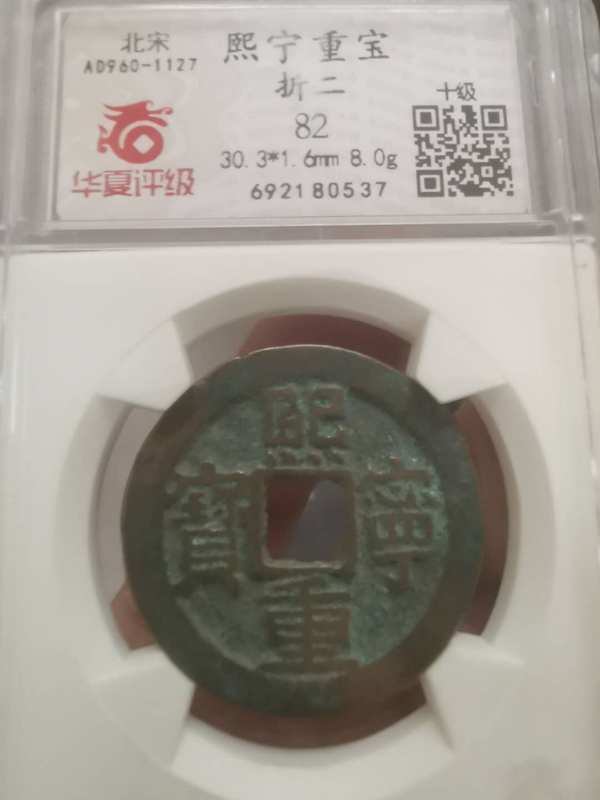 北宋
AD960-1127
华夏评级
熙宁重宝
折二
82
30.3*1.6mm 8.0g
692180537
十级
熙寧重寶